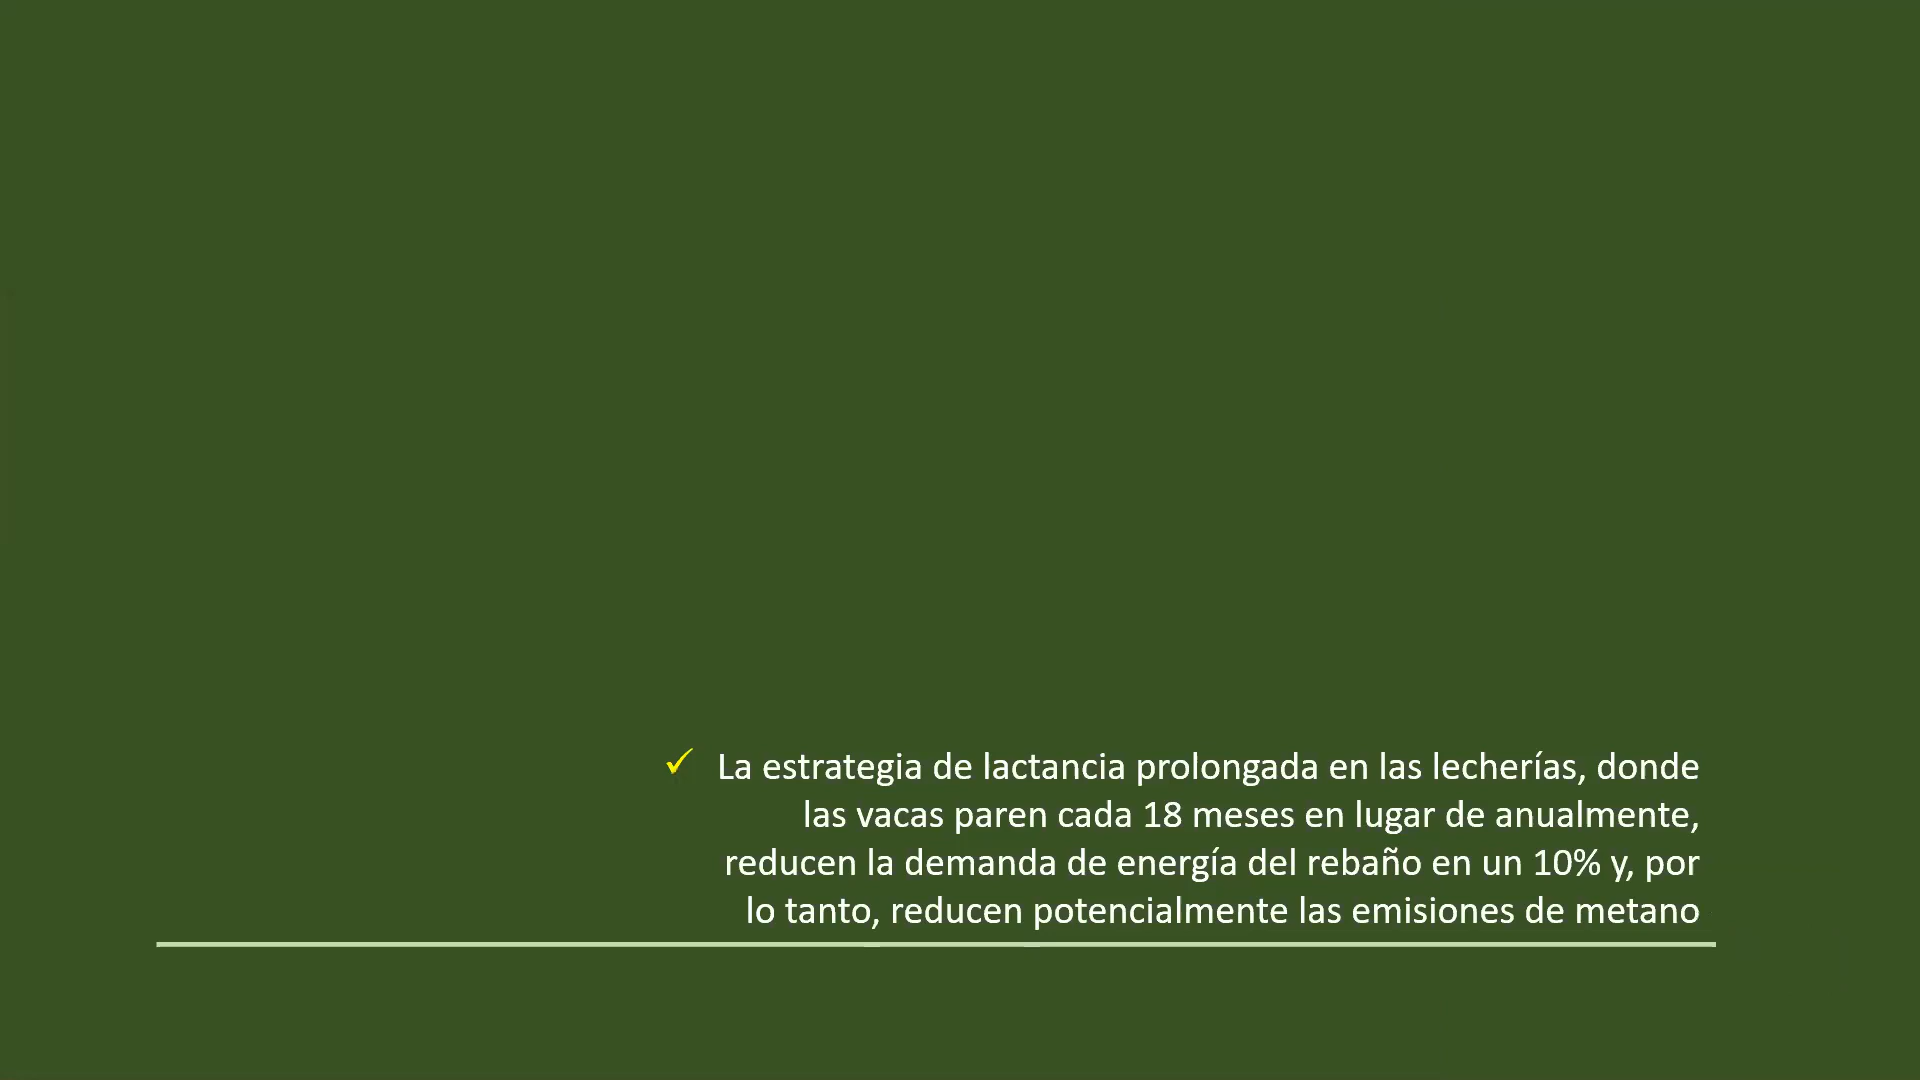 ✓ La estrategia de lactancia prolongada en las lecherías, donde
las vacas paren cada 18 meses en lugar de anualmente,
reducen la demanda de energía del rebaño en un 10% y, por
lo tanto, reducen potencialmente las emisiones de metano